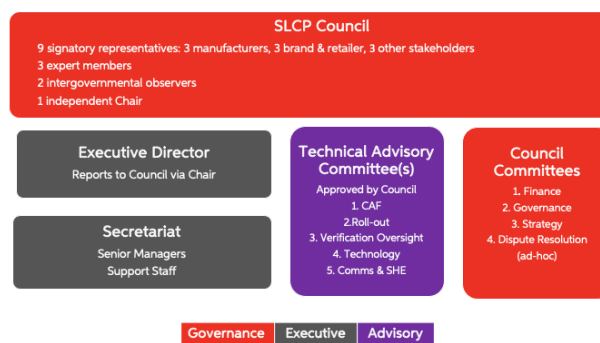 SLCP Council
9 signatory representatives: 3 manufacturers, 3 brand & retailer, 3 other stakeholders
3 expert members
2 intergovernmental observers
1 independent Chair
Executive Director
Reports to Council via Chair
Secretariat
Senior Managers
Support Staff
Technical Advisory
Committee(s)
Approved by Council
1. CAF
2.Roll-out
3. Verification Oversight
4. Technology
5. Comms & SHE
Council
Committees
1. Finance
2. Governance
3. Strategy
4. Dispute Resolution
(ad-hoc)
Governance Executive Advisory